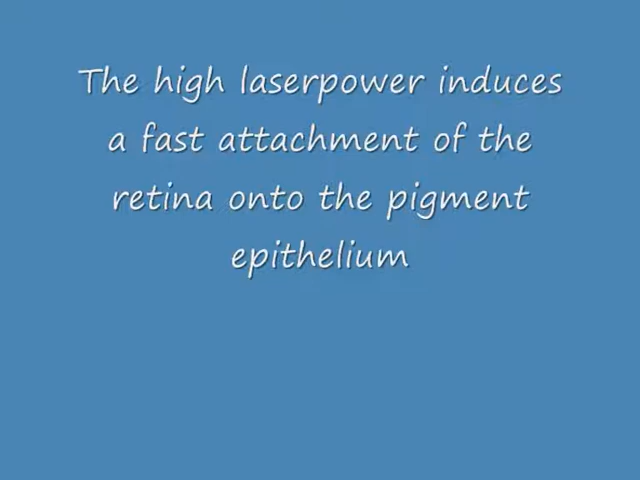 The high laserpower induces
a fast attachment of the
retina onto the pigment
epithelium